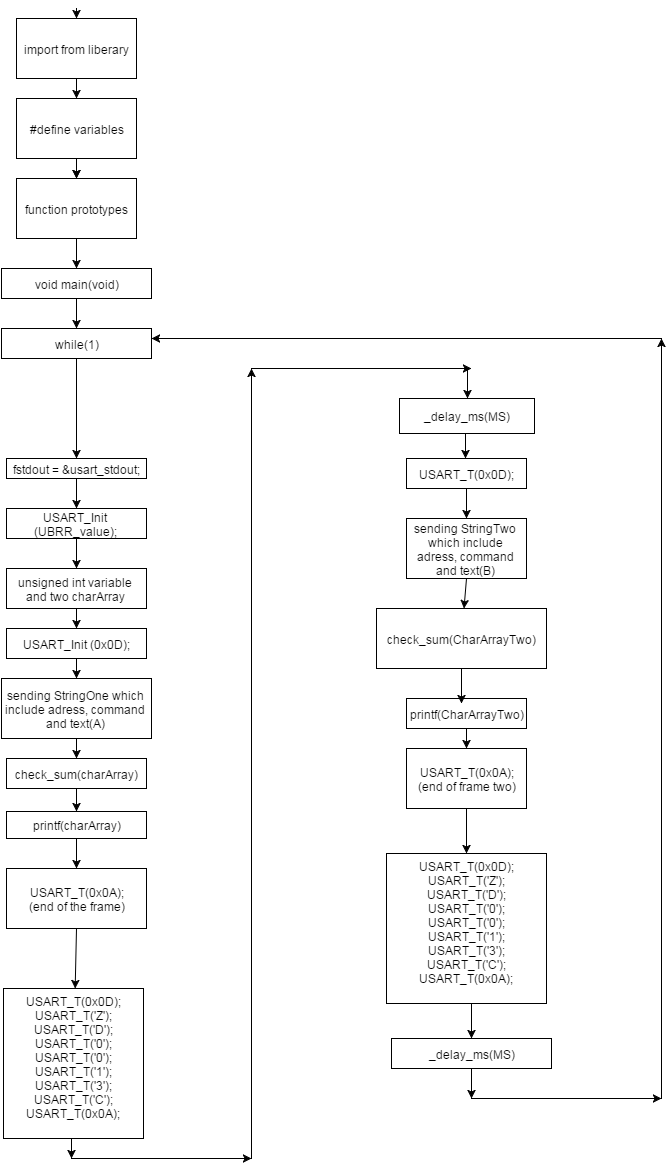 import from liberary
#define variables
function prototypes
void main(void)
while(1)
fstdout = &usart_stdout;
USART_Init
(UBRR_value);
unsigned int variable
and two charArray
USART_Init (0x0D);
sending StringOne which
include adress, command
and text(A)
check_sum(charArray)
printf(charArray)
USART_T(0x0A);
(end of the frame)
USART_T(0x0D);
USART_T('Z');
USART_T('D');
USART_T('0');
USART_T('0');
USART_T('1');
USART_T('3');
USART_T('C');
USART_T(0x0A);
_delay_ms(MS)
USART_T(0x0D);
sending StringTwo
which include
adress, command
and text(B)
check_sum(CharArrayTwo)
printf(CharArrayTwo)
USART_T(0x0A);
(end of frame two)
USART_T(0x0D);
USART_T('Z');
USART_T('D');
USART_T('0');
USART_T('0');
USART_T('1');
USART_T('3');
USART_T('C');
USART_T(0x0A);
_delay_ms(MS)